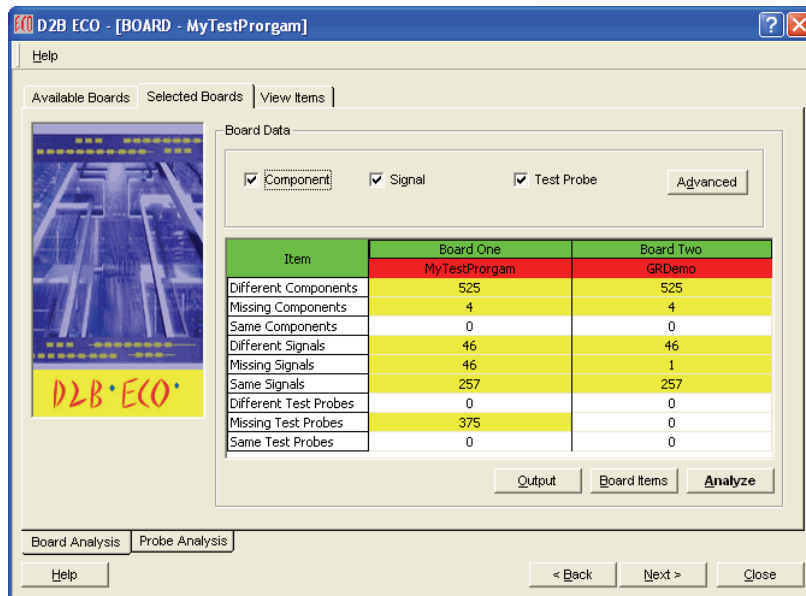 ECO D2B ECO - [BOARD - MyTestProrgam]
Help
Available Boards Selected Boards View Items
Board Data
Component Signal Test Probe Advanced
Item Board One Board Two
MyTestProrgam GRDemo
Different Components 525 525
Missing Components 4 4
Same Components 0 0
Different Signals 46 46
Missing Signals 46 1
Same Signals 257 257
Different Test Probes 0 0
Missing Test Probes 375 0
Same Test Probes 0 0
D2B·ECO·
Output Board Items Analyze
Board Analysis Probe Analysis
Help < Back Next > Close